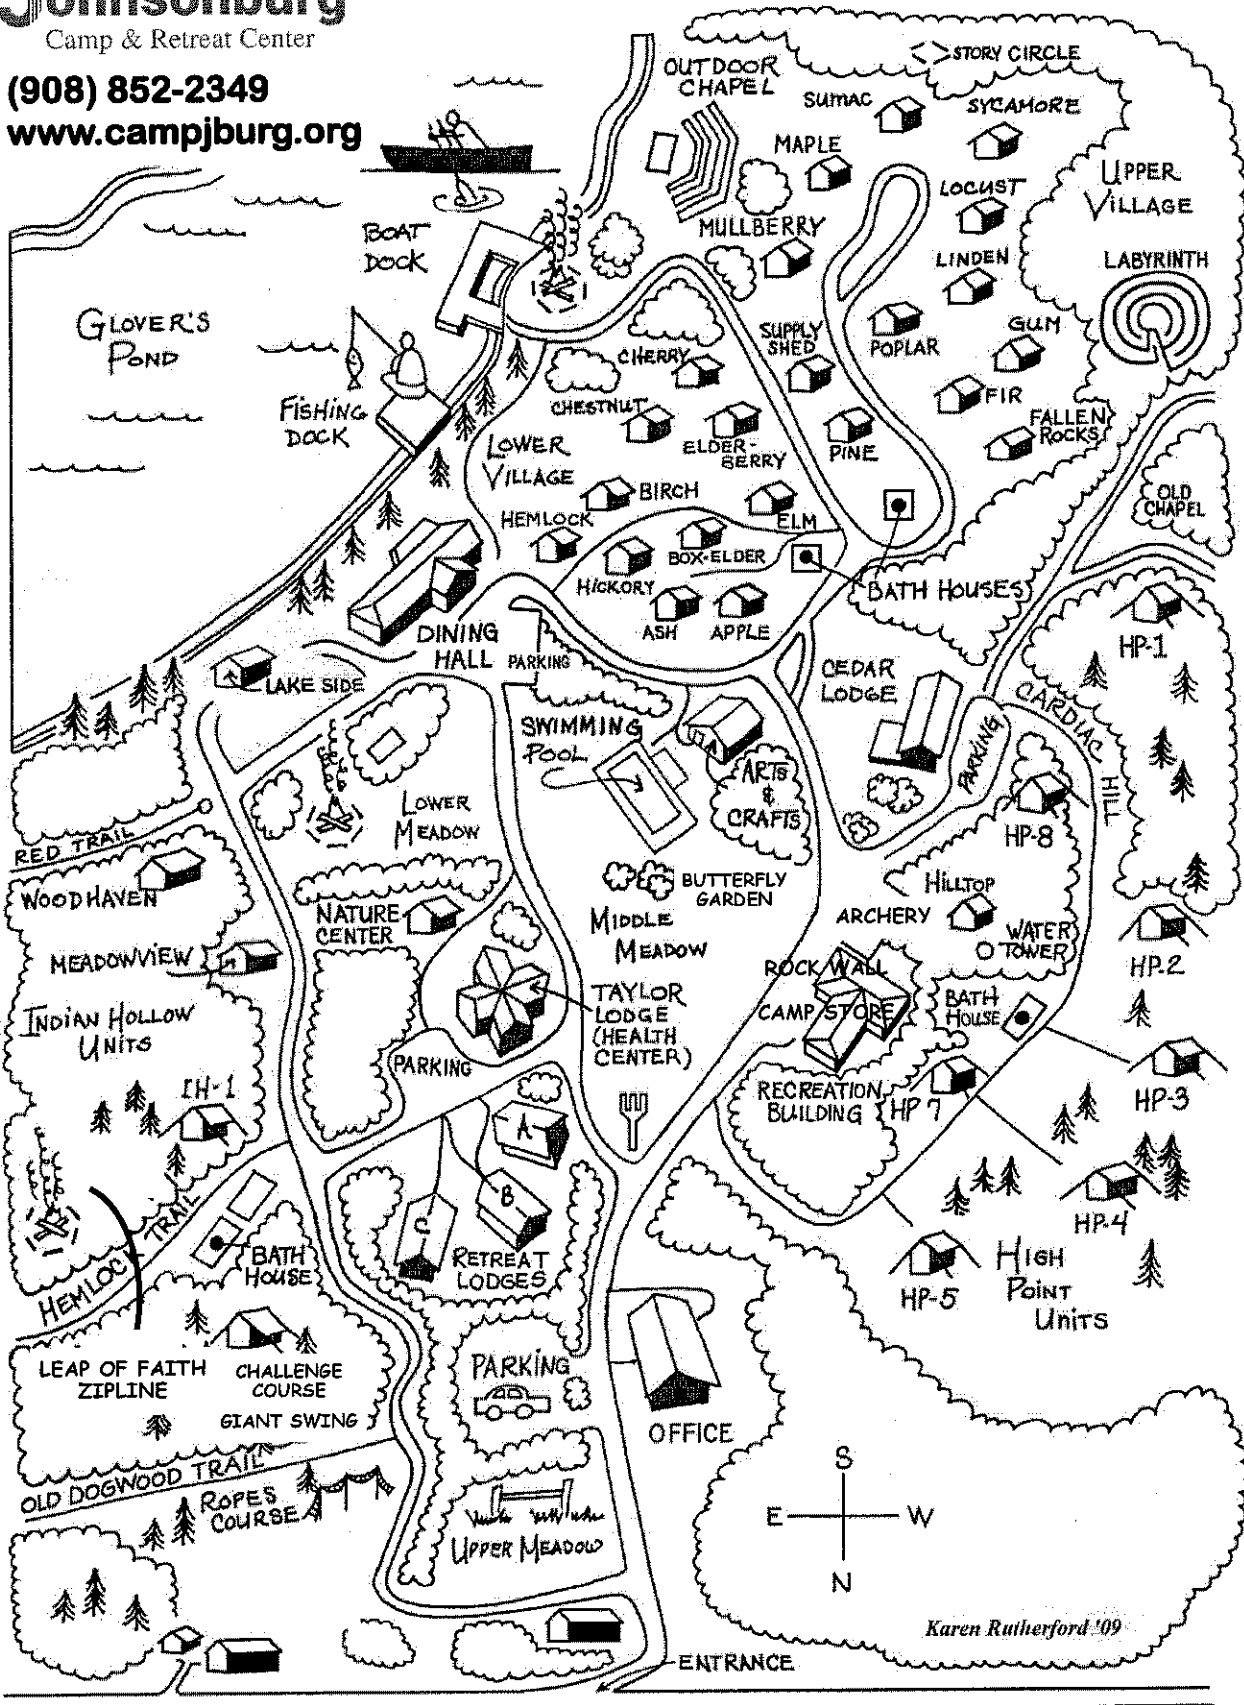 Johnsonburg
Camp & Retreat Center
(908) 852-2349
www.campjburg.org
OUTDOOR
CHAPEL
STORY CIRCLE
SUMAC
SYCAMORE
MAPLE
UPPER
VILLAGE
LOCUST
MULLBERRY
BOAT
DOCK
LINDEN
LABYRINTH
GLOVER'S
POND
SUPPLY
SHED
POPLAR
GUM
CHERRY
FISHING
DOCK
CHESTNUT
FIR
FALLEN
ROCKS
LOWER
VILLAGE
ELDER-
BERRY
PINE
BIRCH
OLD
CHAPEL
HEMLOCK
ELM
BOX-ELDER
HICKORY
BATH HOUSES
ASH
APPLE
DINING
HALL
PARKING
HP-1
LAKE SIDE
CEDAR
LODGE
CARDIAC
HILL
SWIMMING
POOL
PARKING
ARTS
&
CRAFTS
LOWER
MEADOW
HP-8
RED TRAIL
WOODHAVEN
BUTTERFLY
GARDEN
HILLTOP
NATURE
CENTER
MIDDLE
MEADOW
ARCHERY
WATER
TOWER
MEADOWVIEW
ROCK WALL
HP-2
TAYLOR
LODGE
(HEALTH
CENTER)
CAMP STORE
BATH
HOUSE
INDIAN HOLLOW
UNITS
PARKING
IH-1
RECREATION
BUILDING
HP 7
HP-3
A
B
C
HP-4
HEMLOCK TRAIL
BATH
HOUSE
RETREAT
LODGES
HP-5
HIGH
POINT
UNITS
LEAP OF FAITH
ZIPLINE
CHALLENGE
COURSE
GIANT SWING
PARKING
OFFICE
OLD DOGWOOD TRAIL
ROPES
COURSE
UPPER MEADOW
S
E
W
N
Karen Rutherford '09
ENTRANCE